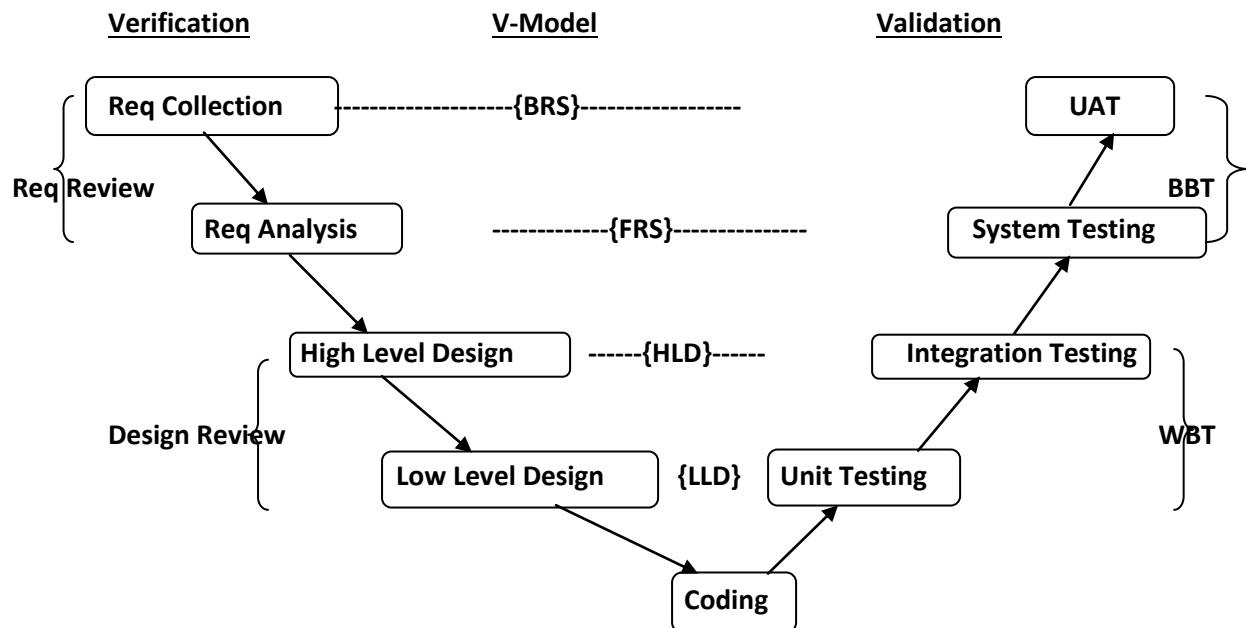 Verification V-Model Validation
Req Collection --------------------{BRS}------------------ UAT
Req Review BBT
Req Analysis -------------{FRS}--------------- System Testing
High Level Design ------{HLD}------ Integration Testing
Design Review WBT
Low Level Design {LLD} Unit Testing
Coding